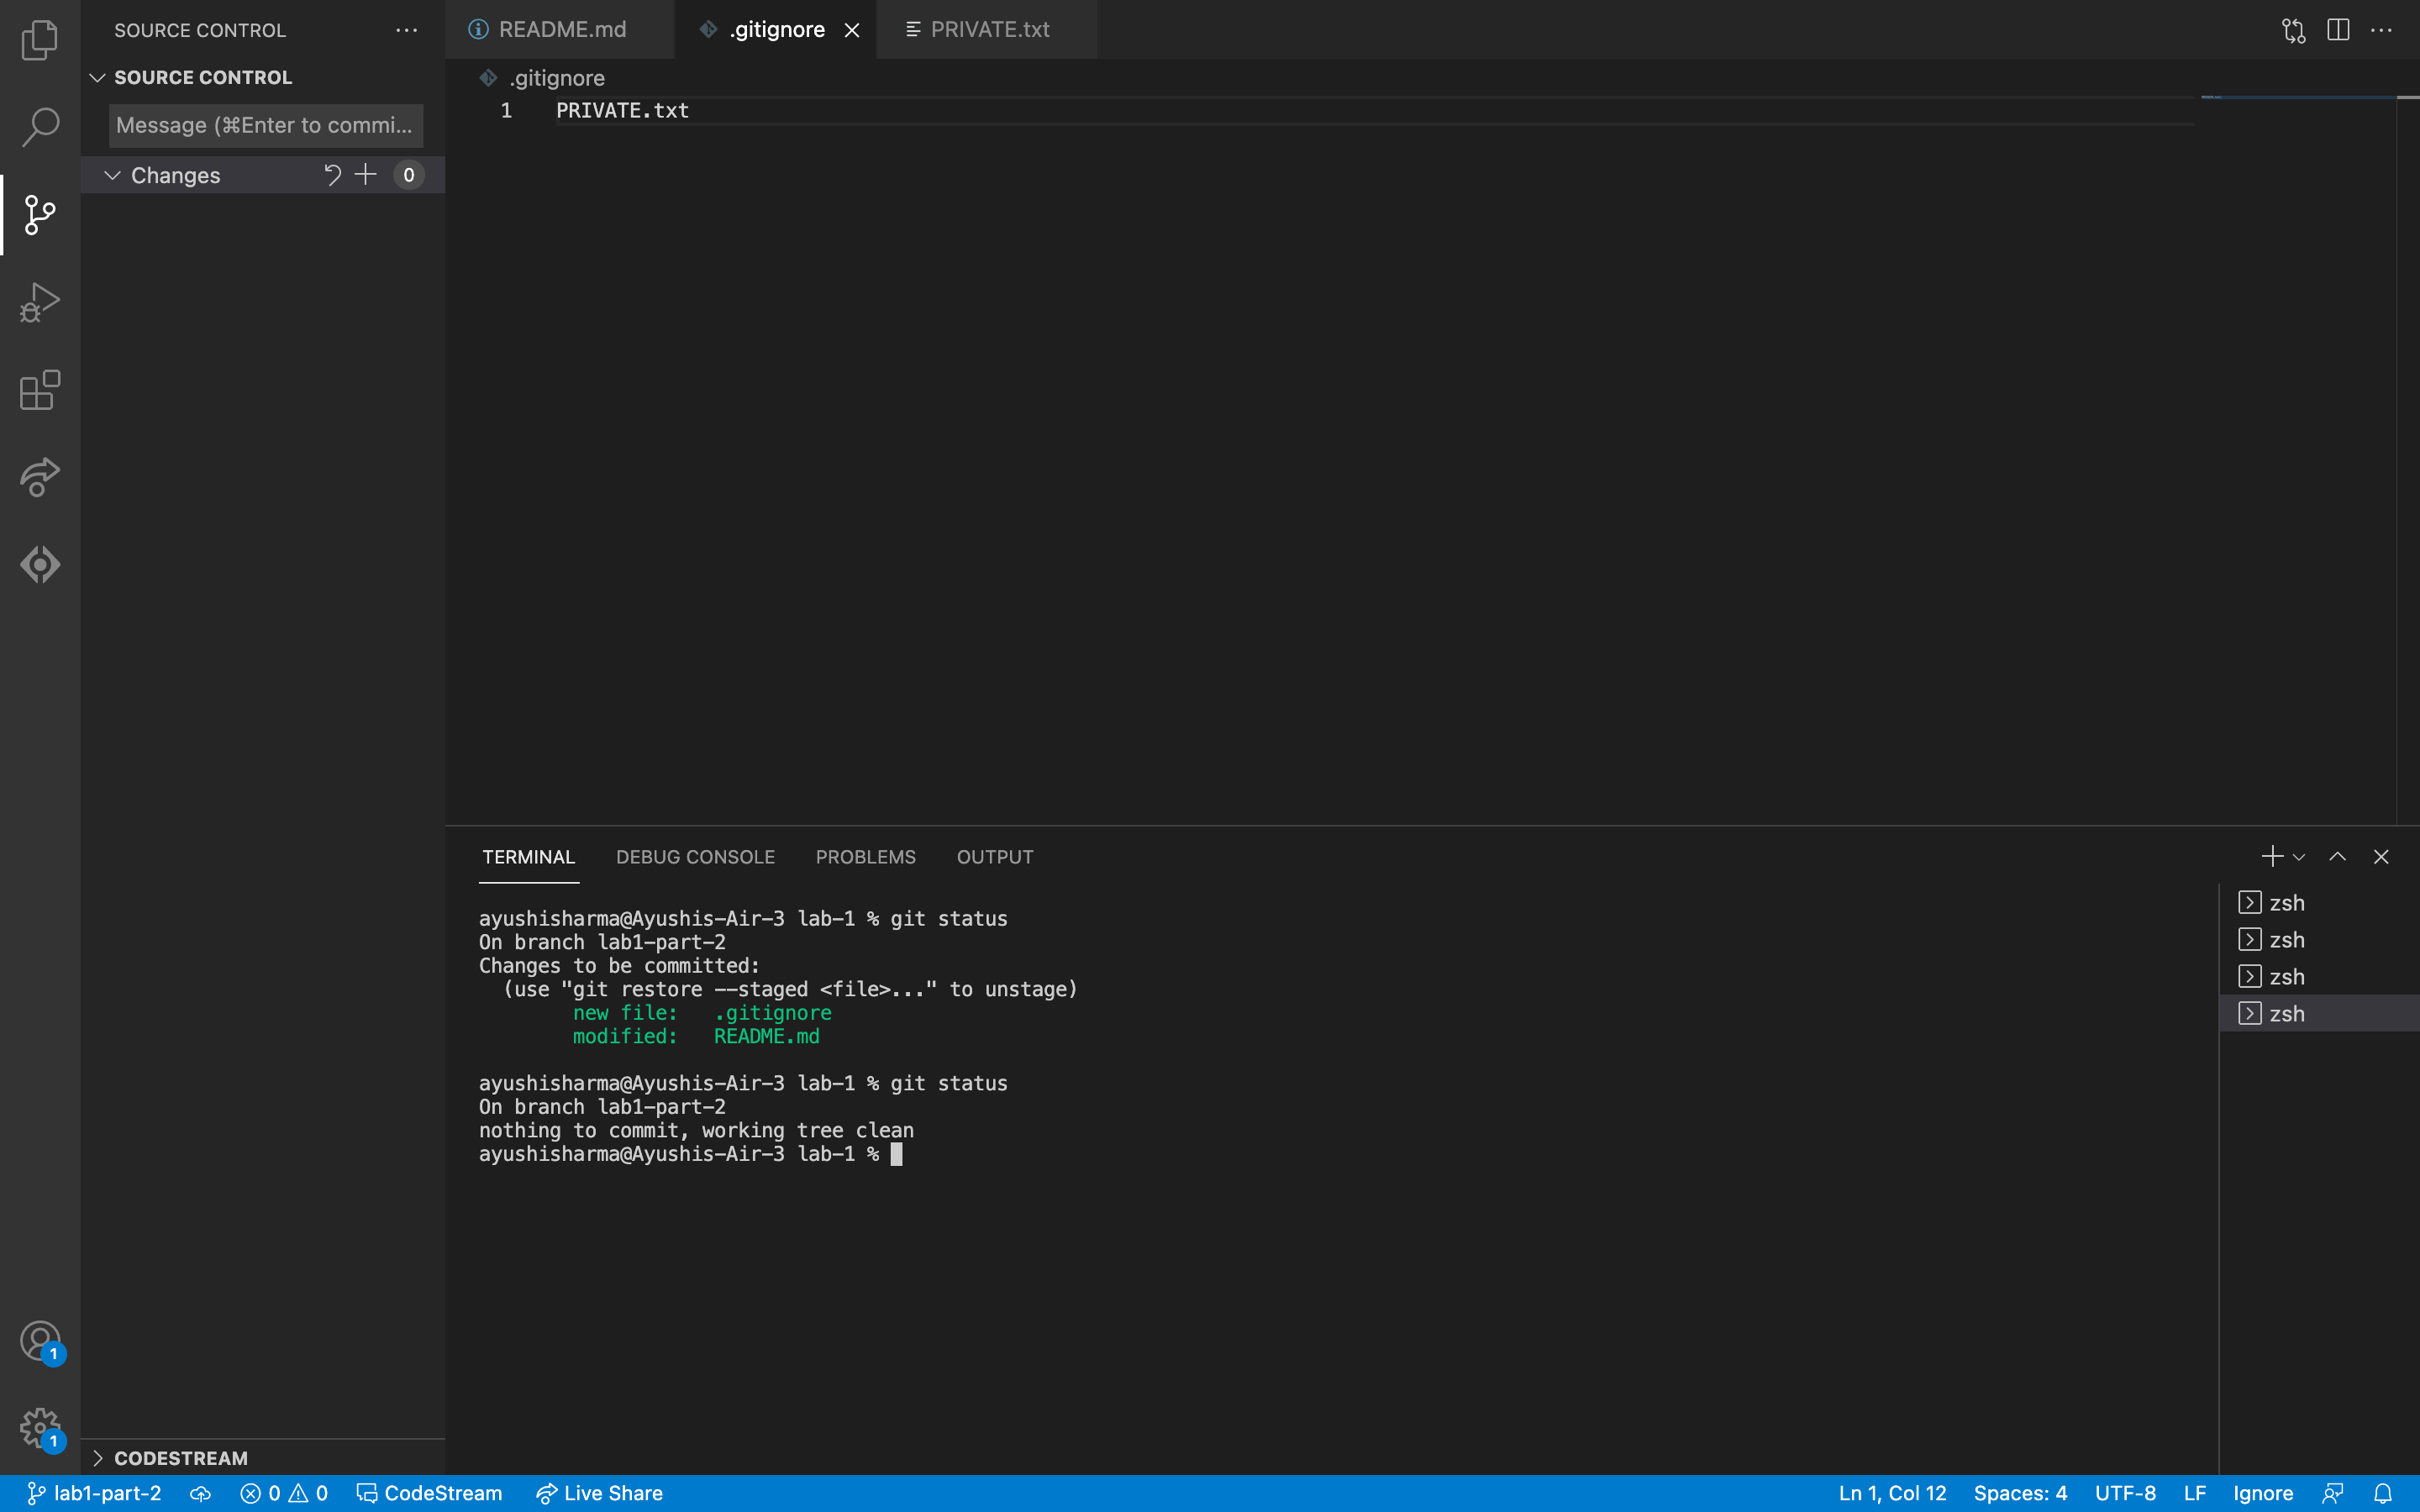 SOURCE CONTROL
SOURCE CONTROL
Message (⌘Enter to commi...
Changes 0
README.md .gitignore PRIVATE.txt
.gitignore
1 PRIVATE.txt
TERMINAL DEBUG CONSOLE PROBLEMS OUTPUT
ayushisharma@Ayushis-Air-3 lab-1 % git status
On branch lab1-part-2
Changes to be committed:
(use "git restore --staged <file>..." to unstage)
new file: .gitignore
modified: README.md
ayushisharma@Ayushis-Air-3 lab-1 % git status
On branch lab1-part-2
nothing to commit, working tree clean
ayushisharma@Ayushis-Air-3 lab-1 %
zsh
zsh
zsh
zsh
1
1
CODESTREAM
lab1-part-2 0 0 CodeStream Live Share Ln 1, Col 12 Spaces: 4 UTF-8 LF Ignore